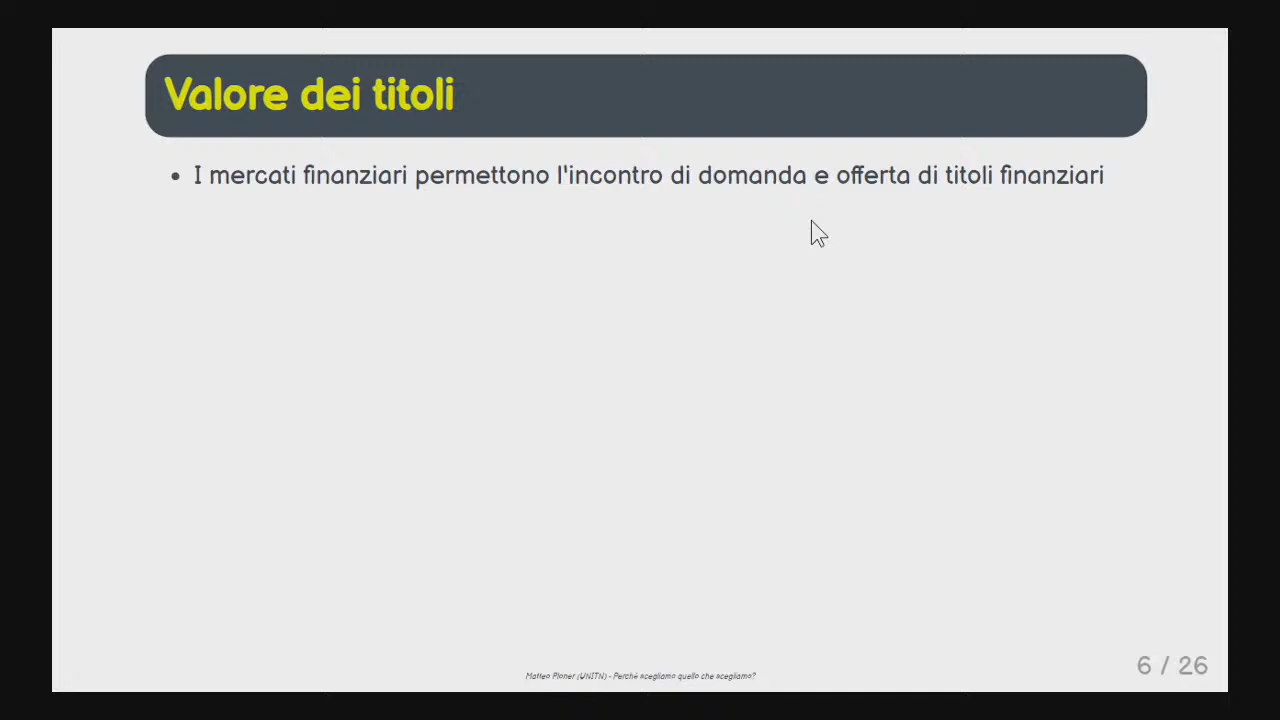 Valore dei titoli
• I mercati finanziari permettono l'incontro di domanda e offerta di titoli finanziari
Matteo Ploner (UNITN) - Perché scegliamo quello che scegliamo?
6 / 26